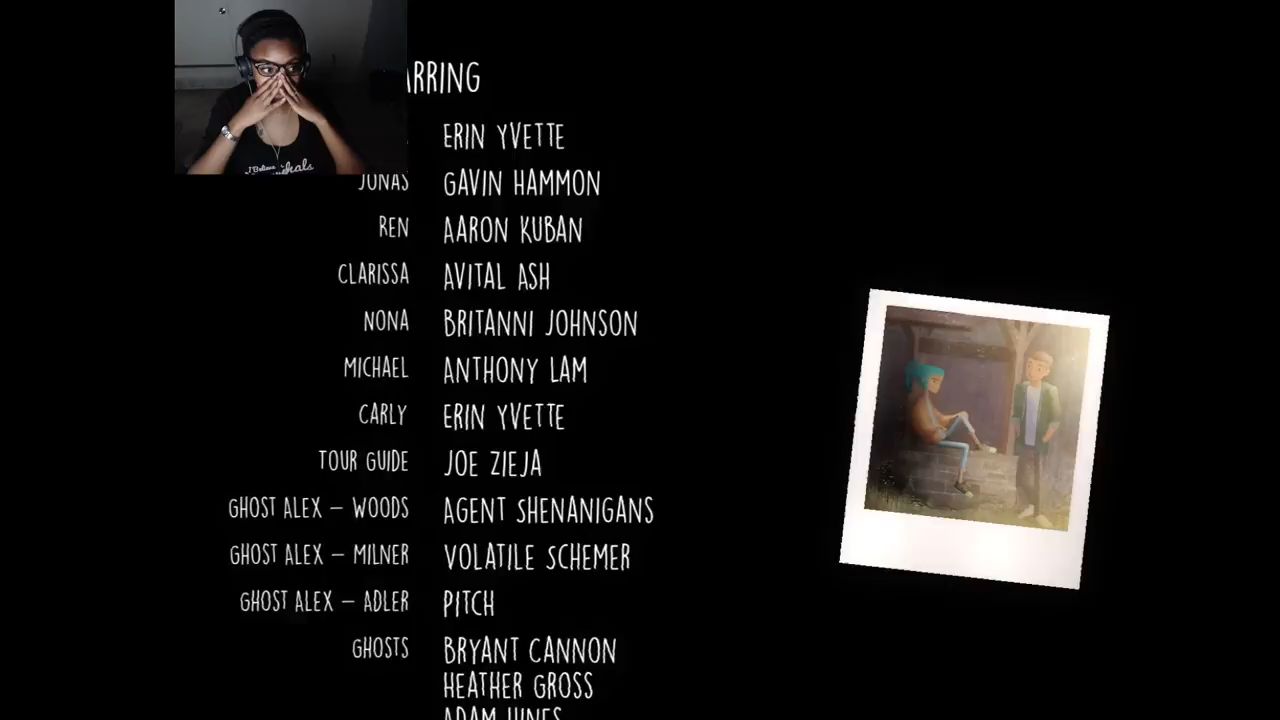 ARRING
ERIN YVETTE
JONAS GAVIN HAMMON
REN AARON KUBAN
CLARISSA AVITAL ASH
NONA BRITANNI JOHNSON
MICHAEL ANTHONY LAM
CARLY ERIN YVETTE
TOUR GUIDE JOE ZIEJA
GHOST ALEX – WOODS AGENT SHENANIGANS
GHOST ALEX – MILNER VOLATILE SCHEMER
GHOST ALEX – ADLER PITCH
GHOSTS BRYANT CANNON
HEATHER GROSS
ADAM HINES